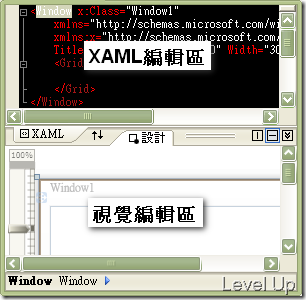 <Window x:Class="Window1"
xmlns="http://schemas.microsoft.com/wi
xmlns:x="http://schemas.microsoft.com/
Title 0" Width="30
XAML編輯區
<Grid
</Grid>
</Window>
XAML
設計
100%
Window1
視覺編輯區
Window Window
Level Up